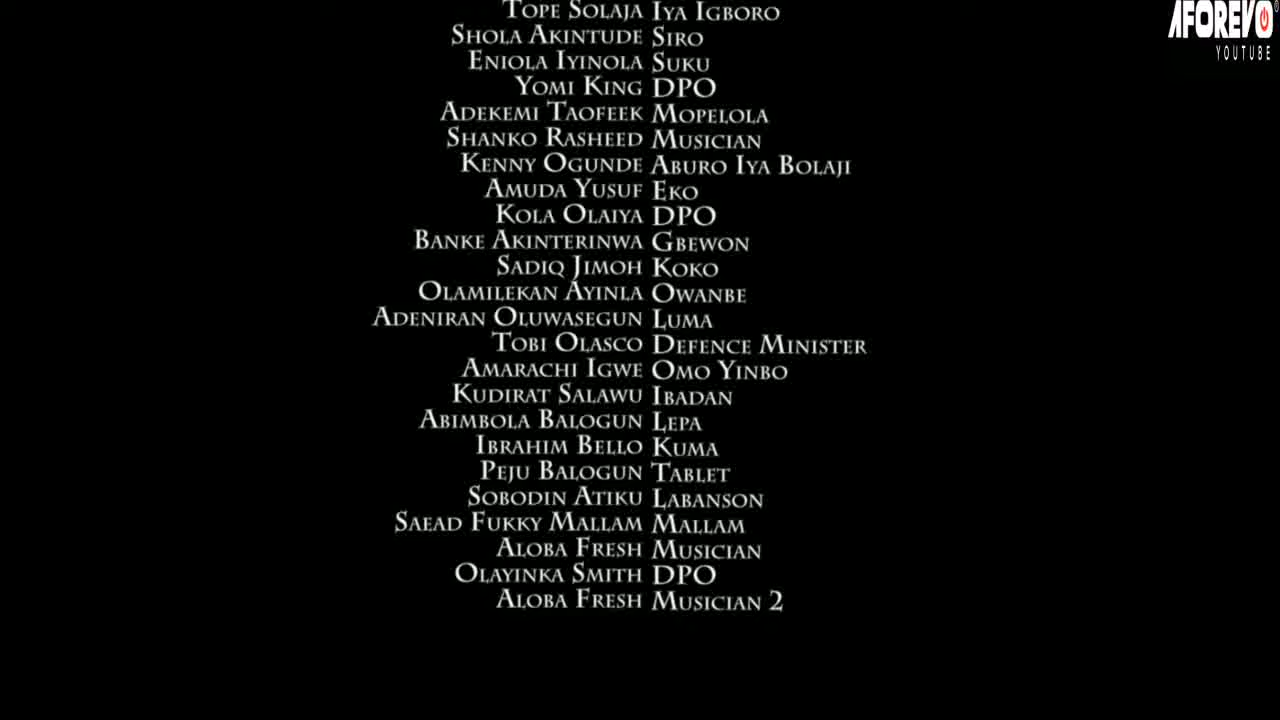 Tope Solaja Iya Igboro
Shola Akintude Siro
Eniola Iyinola Suku
Yomi King DPO
Adekemi Taofeek Mopelola
Shanko Rasheed Musician
Kenny Ogunde Aburo Iya Bolaji
Amuda Yusuf Eko
Kola Olaiya DPO
Banke Akinterinwa Gbewon
Sadiq Jimoh Koko
Olamilekan Ayinla Owanbe
Adeniran Oluwasegun Luma
Tobi Olasco Defence Minister
Amarachi Igwe Omo Yinbo
Kudirat Salawu Ibadan
Abimbola Balogun Lepa
Ibrahim Bello Kuma
Peju Balogun Tablet
Sobodin Atiku Labanson
Saead Fukky Mallam Mallam
Aloba Fresh Musician
Olayinka Smith DPO
Aloba Fresh Musician 2
AFOREVO®
YOUTUBE